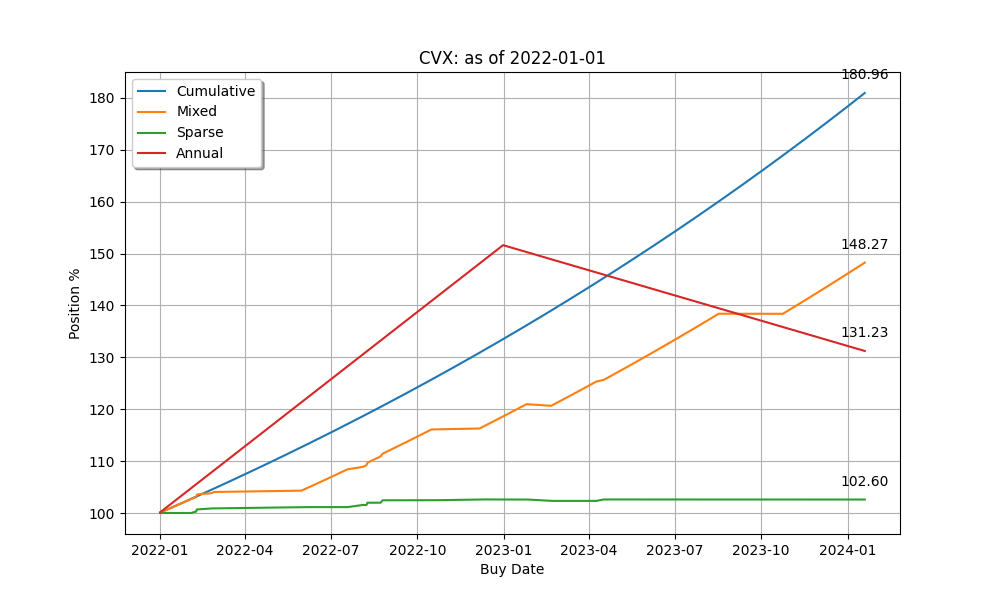 CVX: as of 2022-01-01
180.96
Cumulative
Mixed
Sparse
Annual
148.27
131.23
102.60
180
170
160
150
140
130
120
110
100
Position %
2022-01 2022-04 2022-07 2022-10 2023-01 2023-04 2023-07 2023-10 2024-01
Buy Date